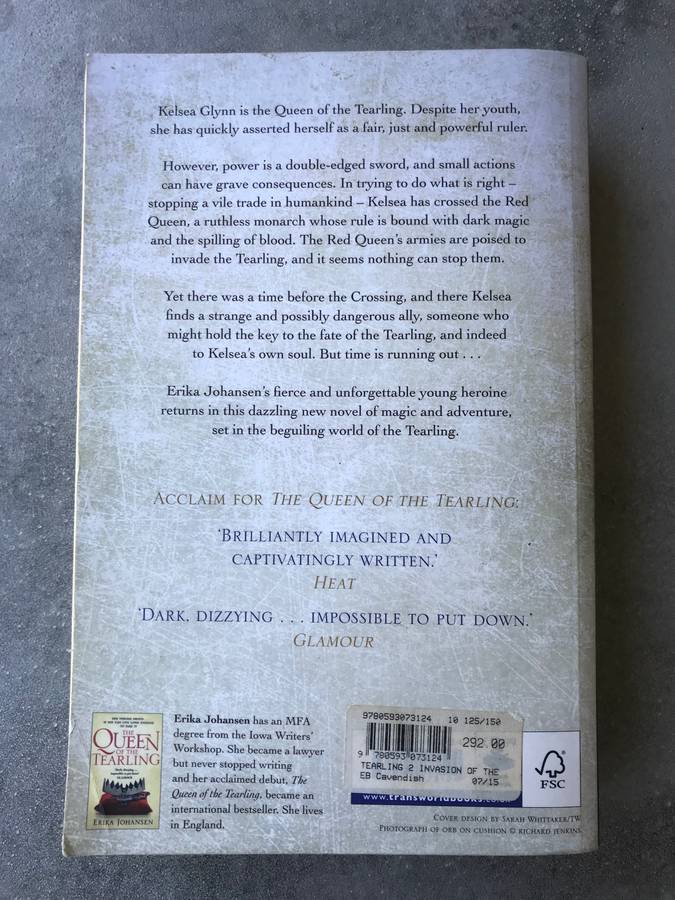 Kelsea Glynn is the Queen of the Tearling. Despite her youth,
she has quickly asserted herself as a fair, just and powerful ruler.
However, power is a double-edged sword, and small actions
can have grave consequences. In trying to do what is right –
stopping a vile trade in humankind – Kelsea has crossed the Red
Queen, a ruthless monarch whose rule is bound with dark magic
and the spilling of blood. The Red Queen's armies are poised to
invade the Tearling, and it seems nothing can stop them.
Yet there was a time before the Crossing, and there Kelsea
finds a strange and possibly dangerous ally, someone who
might hold the key to the fate of the Tearling, and indeed
to Kelsea's own soul. But time is running out . . .
Erika Johansen's fierce and unforgettable young heroine
returns in this dazzling new novel of magic and adventure,
set in the beguiling world of the Tearling.
ACCLAIM FOR THE QUEEN OF THE TEARLING:
'BRILLIANTLY IMAGINED AND
CAPTIVATINGLY WRITTEN.'
HEAT
'DARK, DIZZYING . . . IMPOSSIBLE TO PUT DOWN.'
GLAMOUR
THE
QUEEN
OF THE
TEARLING
ERIKA JOHANSEN
Erika Johansen has an MFA
degree from the Iowa Writers'
Workshop. She became a lawyer
but never stopped writing
and her acclaimed debut, The
Queen of the Tearling, became an
international bestseller. She lives
in England.
9780593073124 10 125/150
292.00
9 780593 073124
TEARLING 2 INVASION OF THE
EB Cavendish 07/15
www.transworldbooks.co.uk
FSC
COVER DESIGN BY SARAH WHITTAKER/TW
PHOTOGRAPH OF ORB ON CUSHION © RICHARD JENKINS